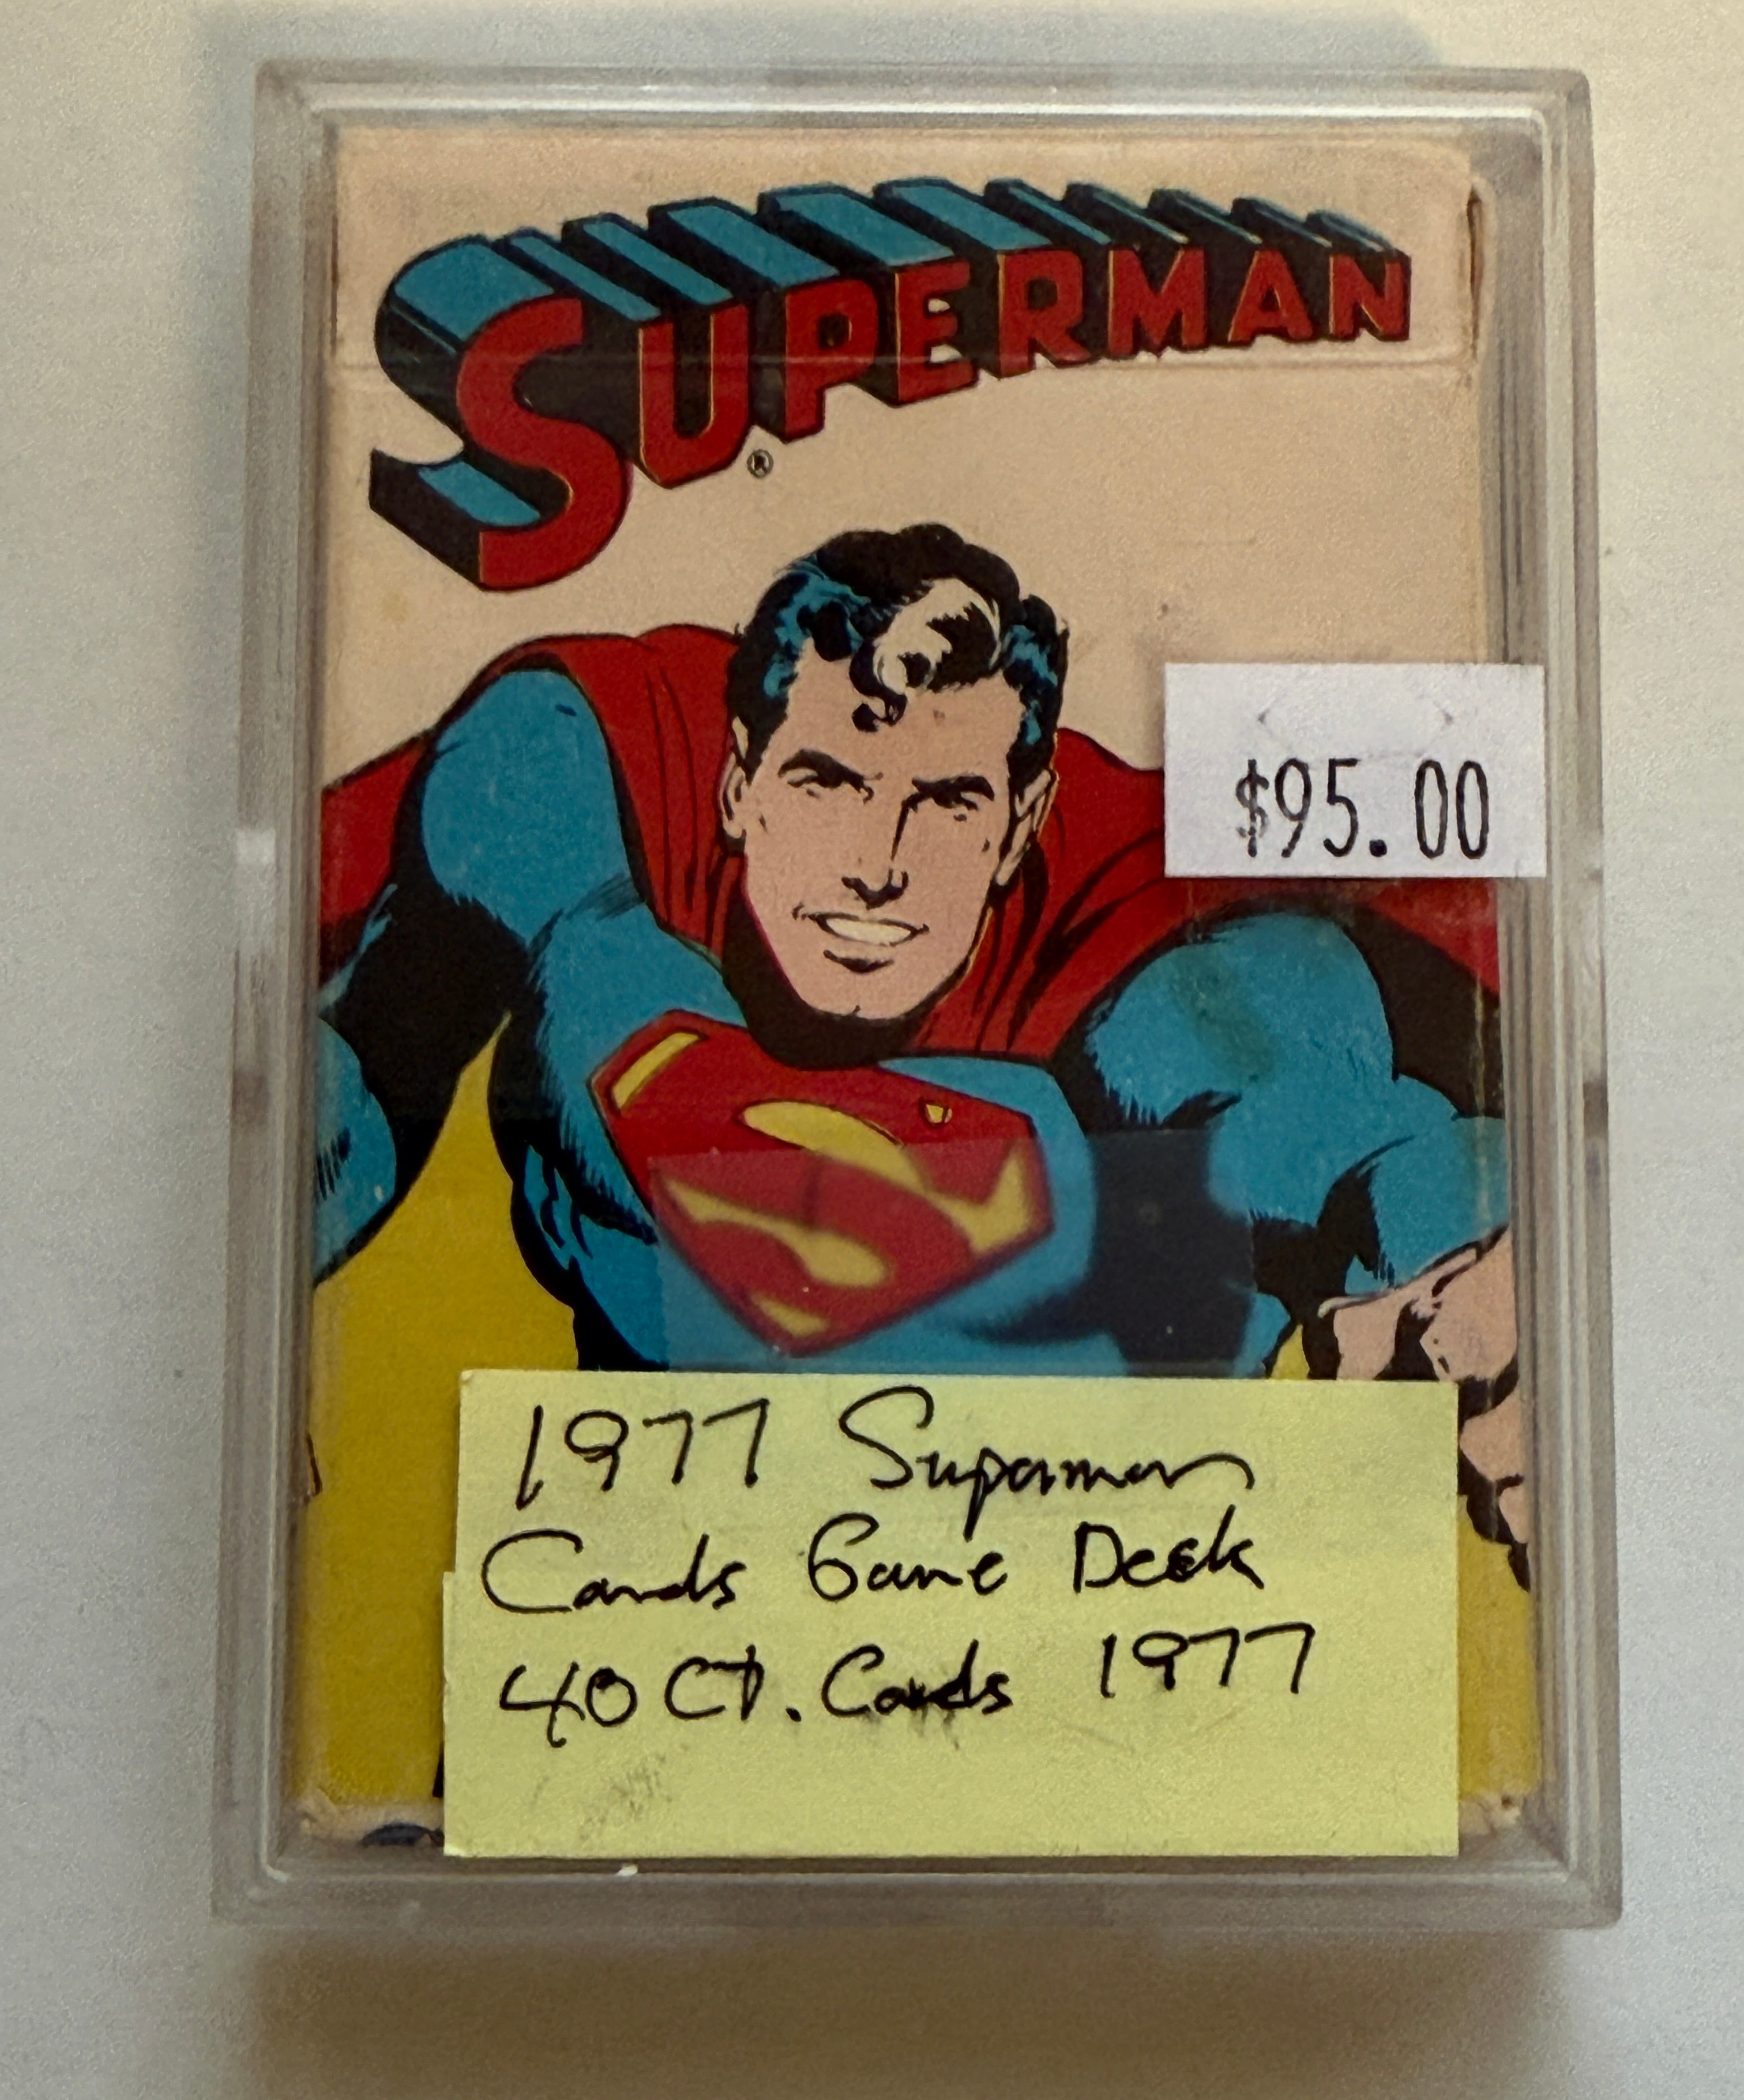 SUPERMAN
®
$95.00
1977 Superman
Cards Game Deck
40 Ct. Cards 1977